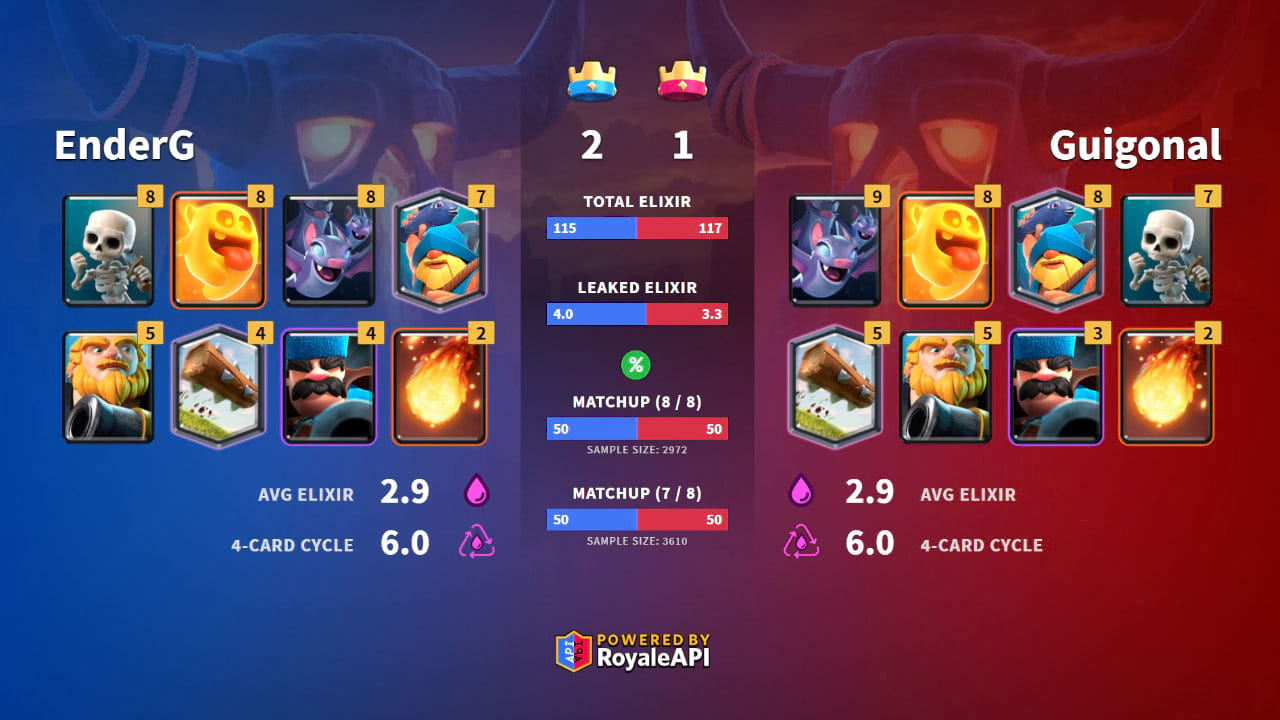 EnderG
2 1
Guigonal
8 8 8 7
5 4 4 2
AVG ELIXIR 2.9
4-CARD CYCLE 6.0
TOTAL ELIXIR
115 117
LEAKED ELIXIR
4.0 3.3
%
MATCHUP (8 / 8)
50 50
SAMPLE SIZE: 2972
MATCHUP (7 / 8)
50 50
SAMPLE SIZE: 3610
9 8 8 7
5 5 3 2
2.9 AVG ELIXIR
6.0 4-CARD CYCLE
API API
POWERED BY
RoyaleAPI